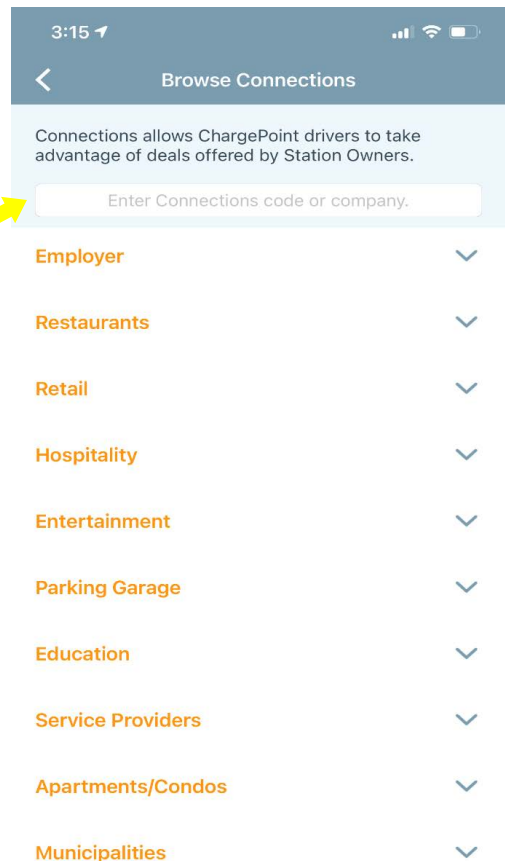 3:15
Browse Connections
Connections allows ChargePoint drivers to take
advantage of deals offered by Station Owners.
Enter Connections code or company.
Employer
Restaurants
Retail
Hospitality
Entertainment
Parking Garage
Education
Service Providers
Apartments/Condos
Municipalities